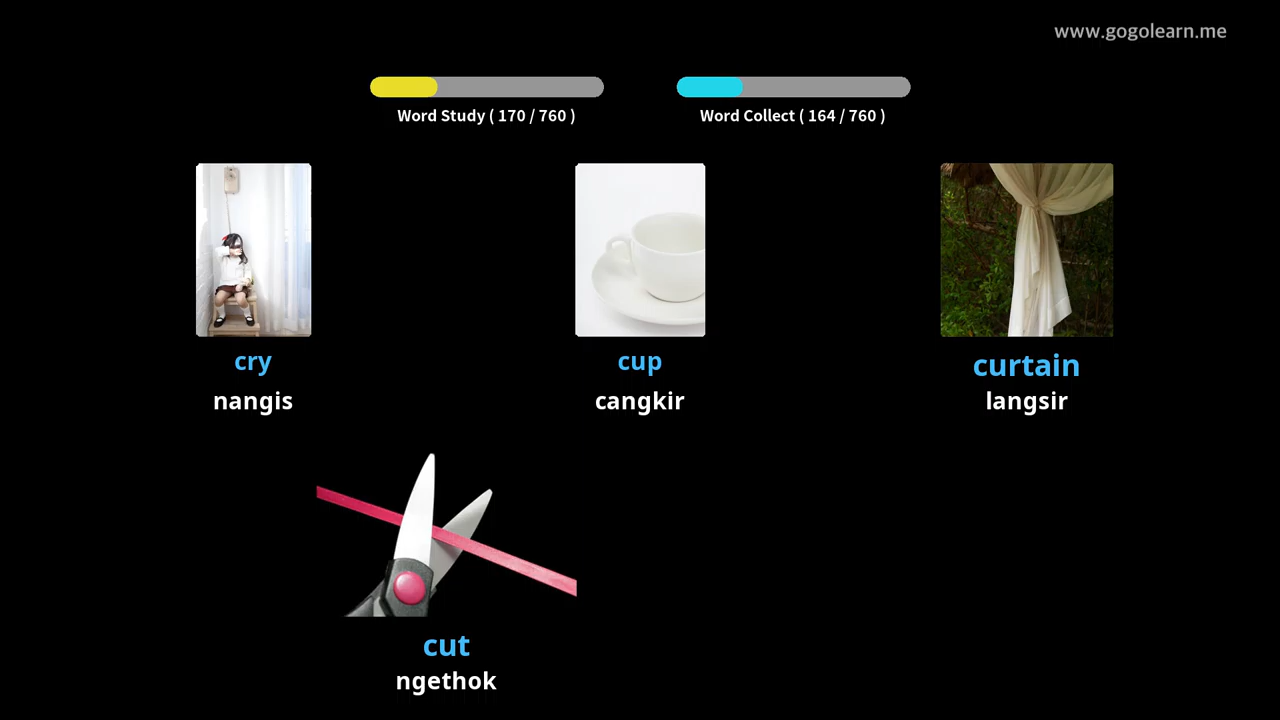 www.gogolearn.me
Word Study ( 170 / 760 )
Word Collect ( 164 / 760 )
cry
nangis
cup
cangkir
curtain
langsir
cut
ngethok